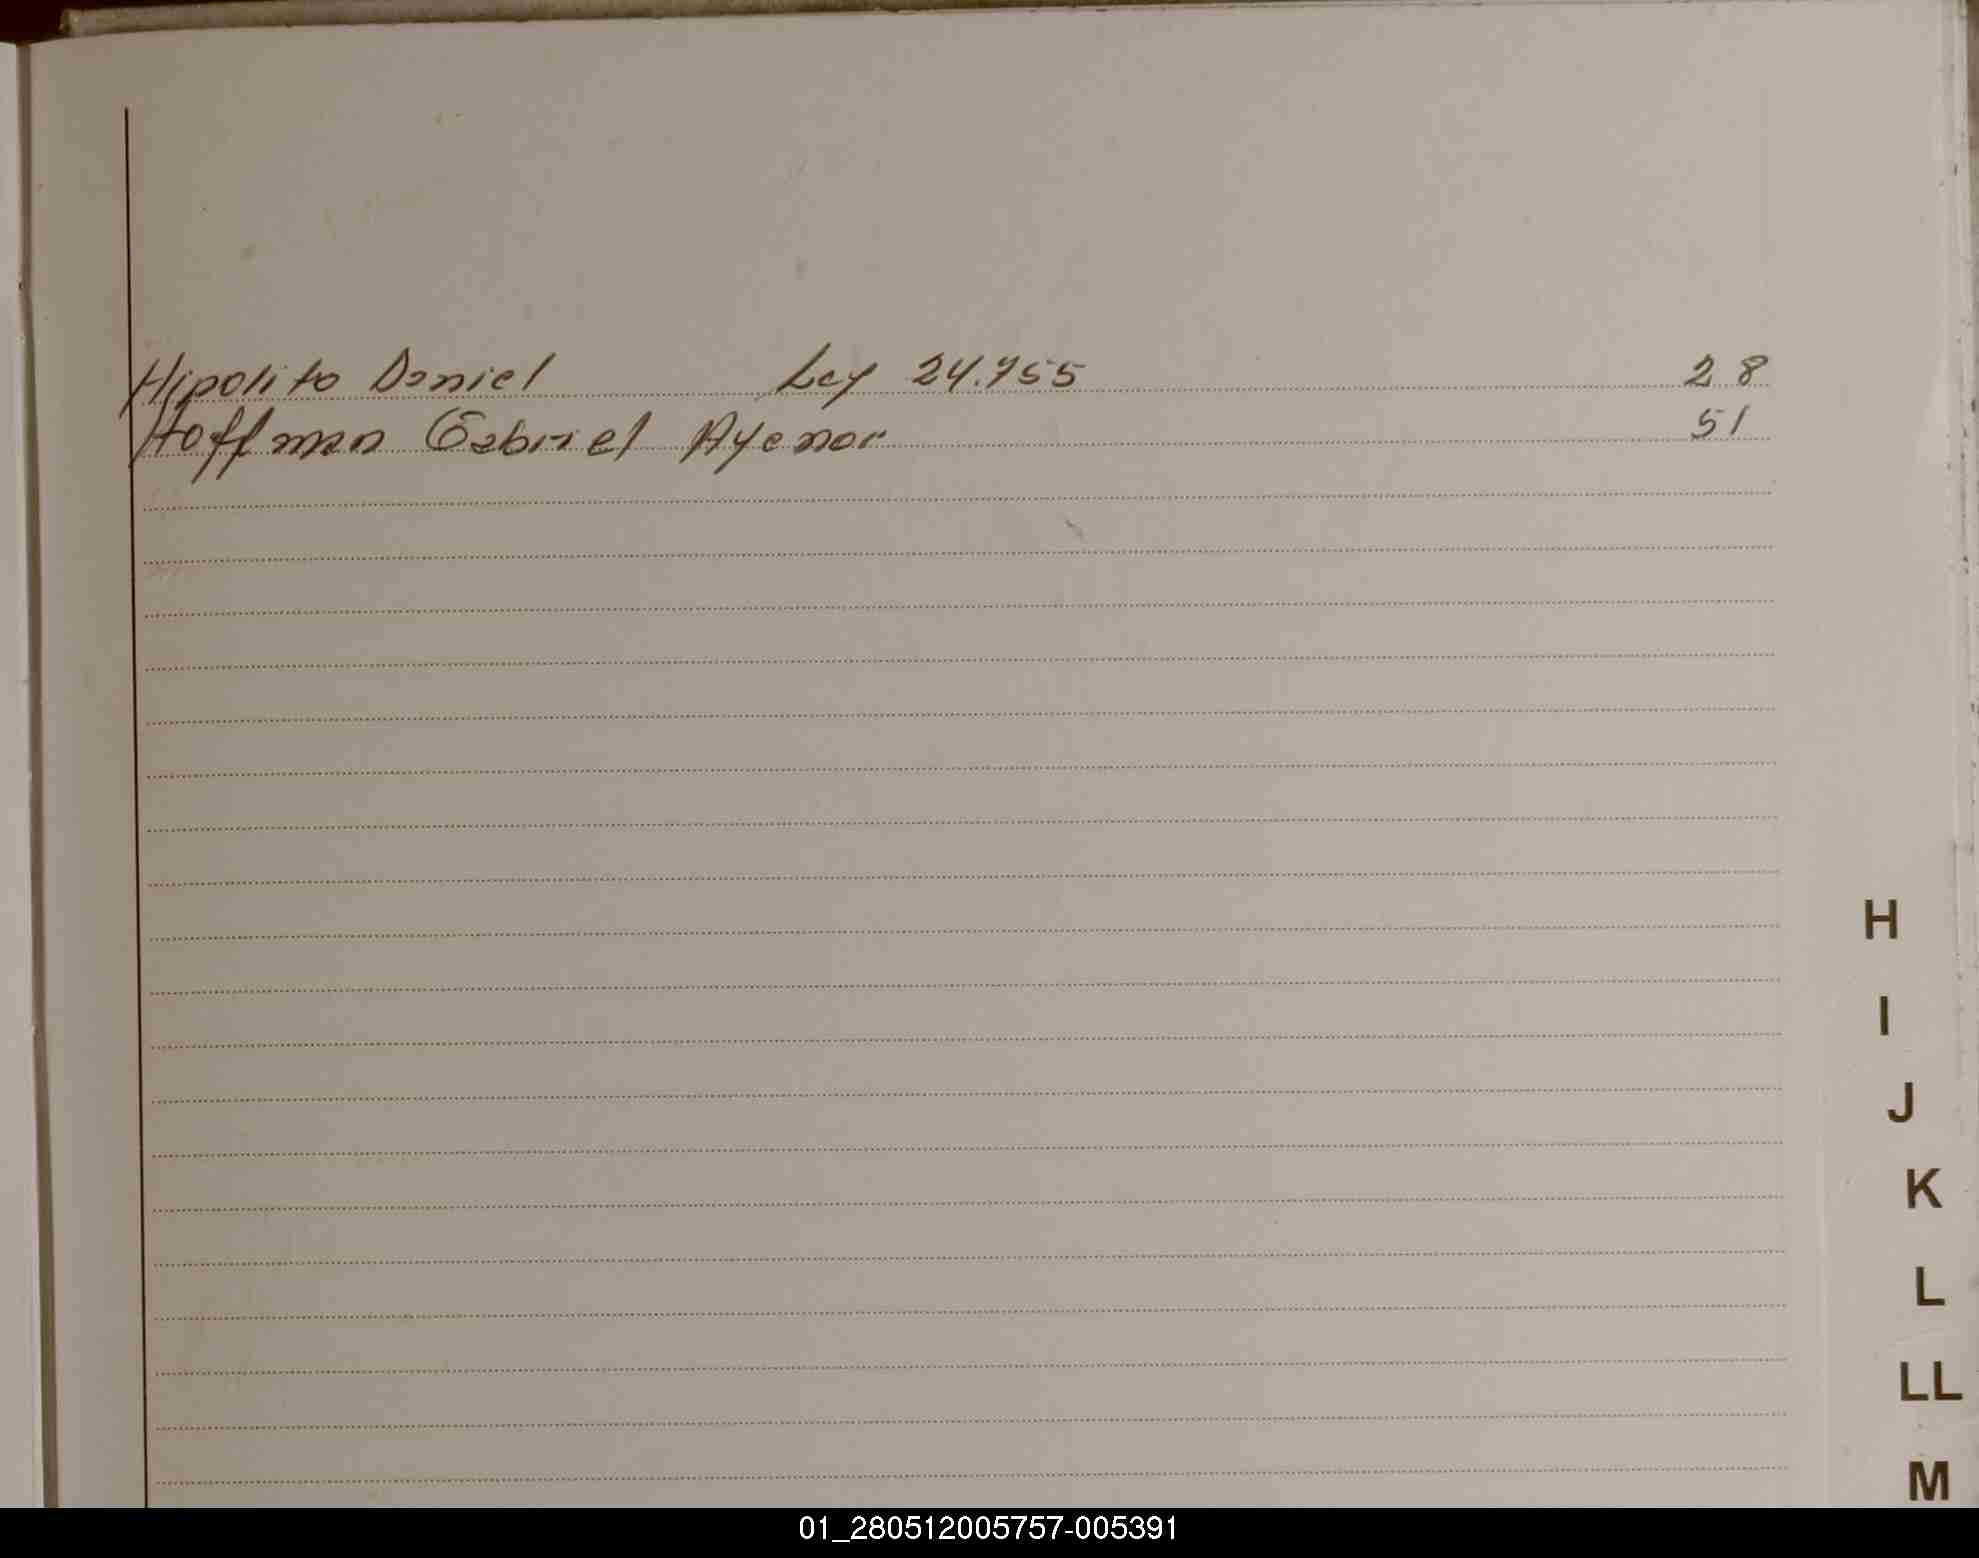 Hipolito Daniel Ley 24.755 28
Hoffman Gabriel Agenor 51
H
I
J
K
L
LL
M
01_280512005757-005391